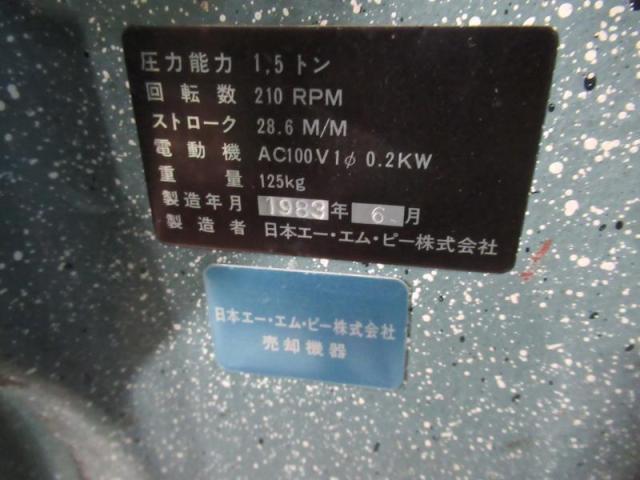 圧力能力 1.5トン
回転数 210 RPM
ストローク 28.6 M/M
電動機 AC100V1φ 0.2KW
重量 125kg
製造年月 1983年6月
製造者 日本エー・エム・ピー株式会社
日本エー・エム・ピー株式会社
売却機器